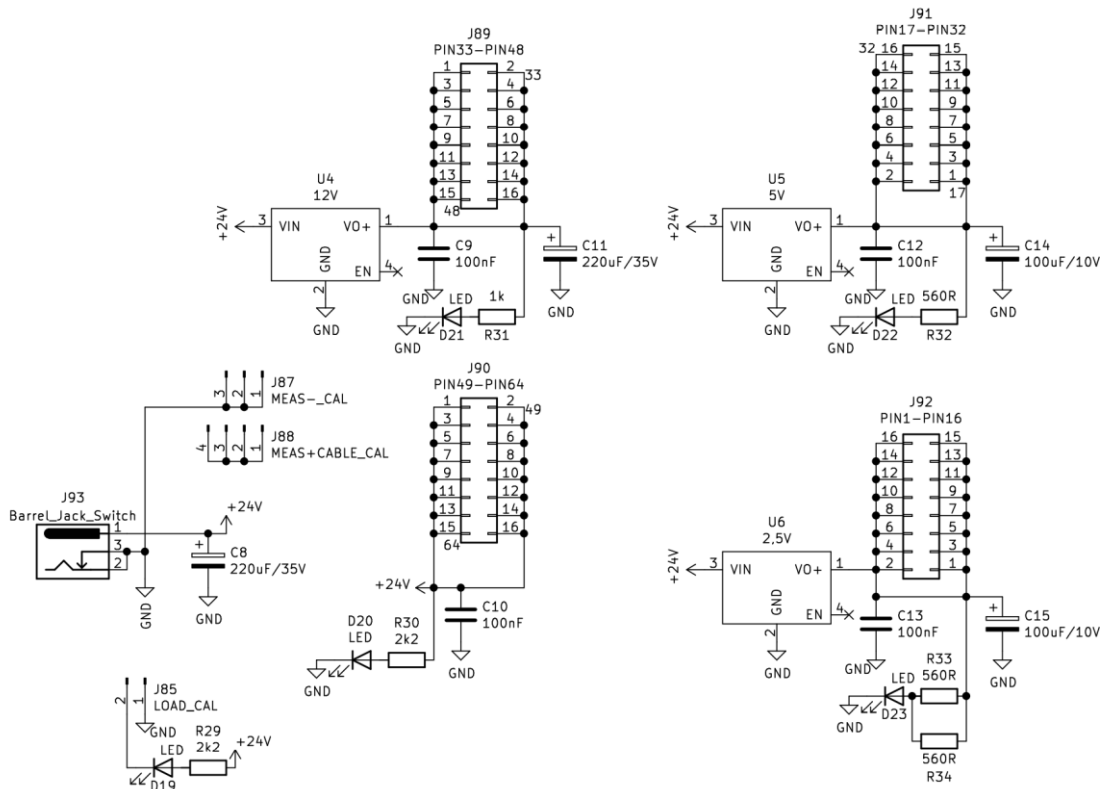 J89
PIN33-PIN48
1 2 33
3 4
5 6
7 8
9 10
11 12
13 14
15 16
48
U4
12V
+24V 3 VIN VO+ 1
GND
EN 4
2
GND
C9
100nF
GND
C11
220uF/35V
GND
LED 1k
D21 R31
GND
J91
PIN17-PIN32
32 16 15
14 13
12 11
10 9
8 7
6 5
4 3
2 1
17
U5
5V
+24V 3 VIN VO+ 1
GND
EN 4
2
GND
C12
100nF
GND
C14
100uF/10V
GND
LED 560R
D22 R32
GND
3 2 1
J87
MEAS-_CAL
4 3 2 1
J88
MEAS+CABLE_CAL
J93
Barrel_Jack_Switch
1
3
2
+24V
C8
220uF/35V
GND
GND
J90
PIN49-PIN64
1 2 49
3 4
5 6
7 8
9 10
11 12
13 14
15 16
64
+24V
C10
100nF
GND
D20 R30
LED 2k2
GND
J92
PIN1-PIN16
16 15
14 13
12 11
10 9
8 7
6 5
4 3
2 1
U6
2,5V
+24V 3 VIN VO+ 1
GND
EN 4
2
GND
C13
100nF
GND
C15
100uF/10V
GND
R33
LED 560R
D23
GND
560R
R34
2 1
J85
LOAD_CAL
GND
R29
LED 2k2
+24V
D19